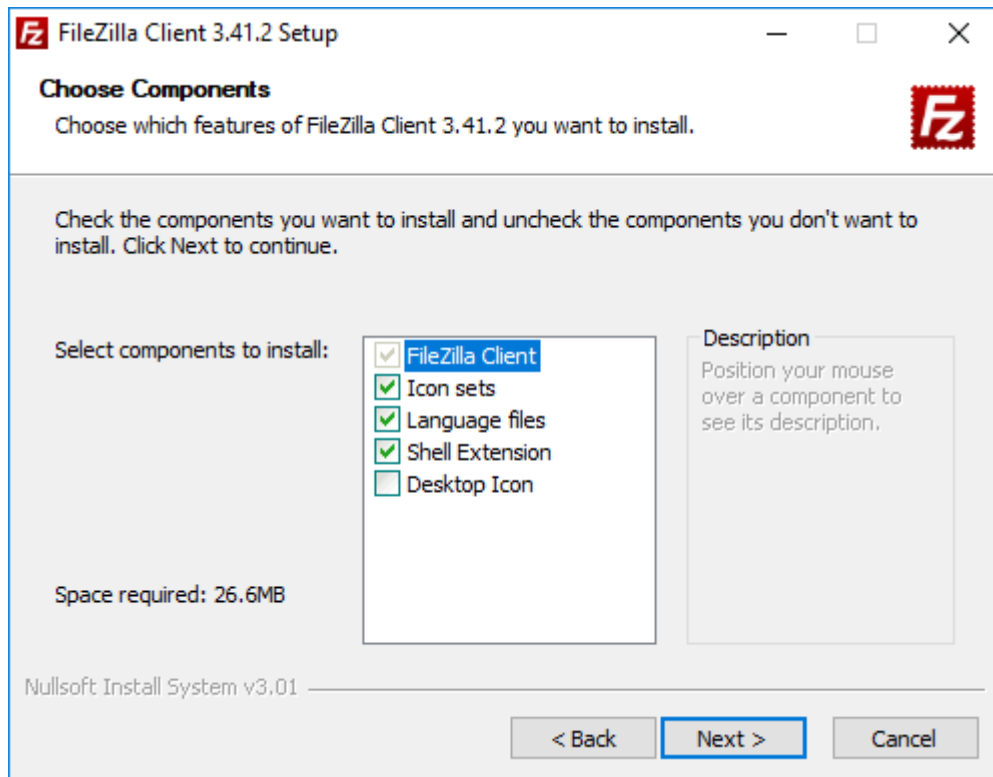 FileZilla Client 3.41.2 Setup
Choose Components
Choose which features of FileZilla Client 3.41.2 you want to install.
Fz
Check the components you want to install and uncheck the components you don't want to
install. Click Next to continue.
Select components to install:
FileZilla Client
Icon sets
Language files
Shell Extension
Desktop Icon
Description
Position your mouse
over a component to
see its description.
Space required: 26.6MB
Nullsoft Install System v3.01
< Back
Next >
Cancel